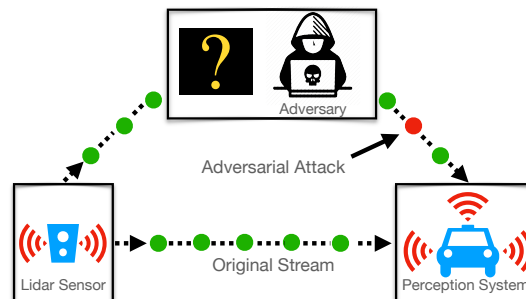 ?
Adversary
Adversarial Attack
Original Stream
Lidar Sensor
Perception System